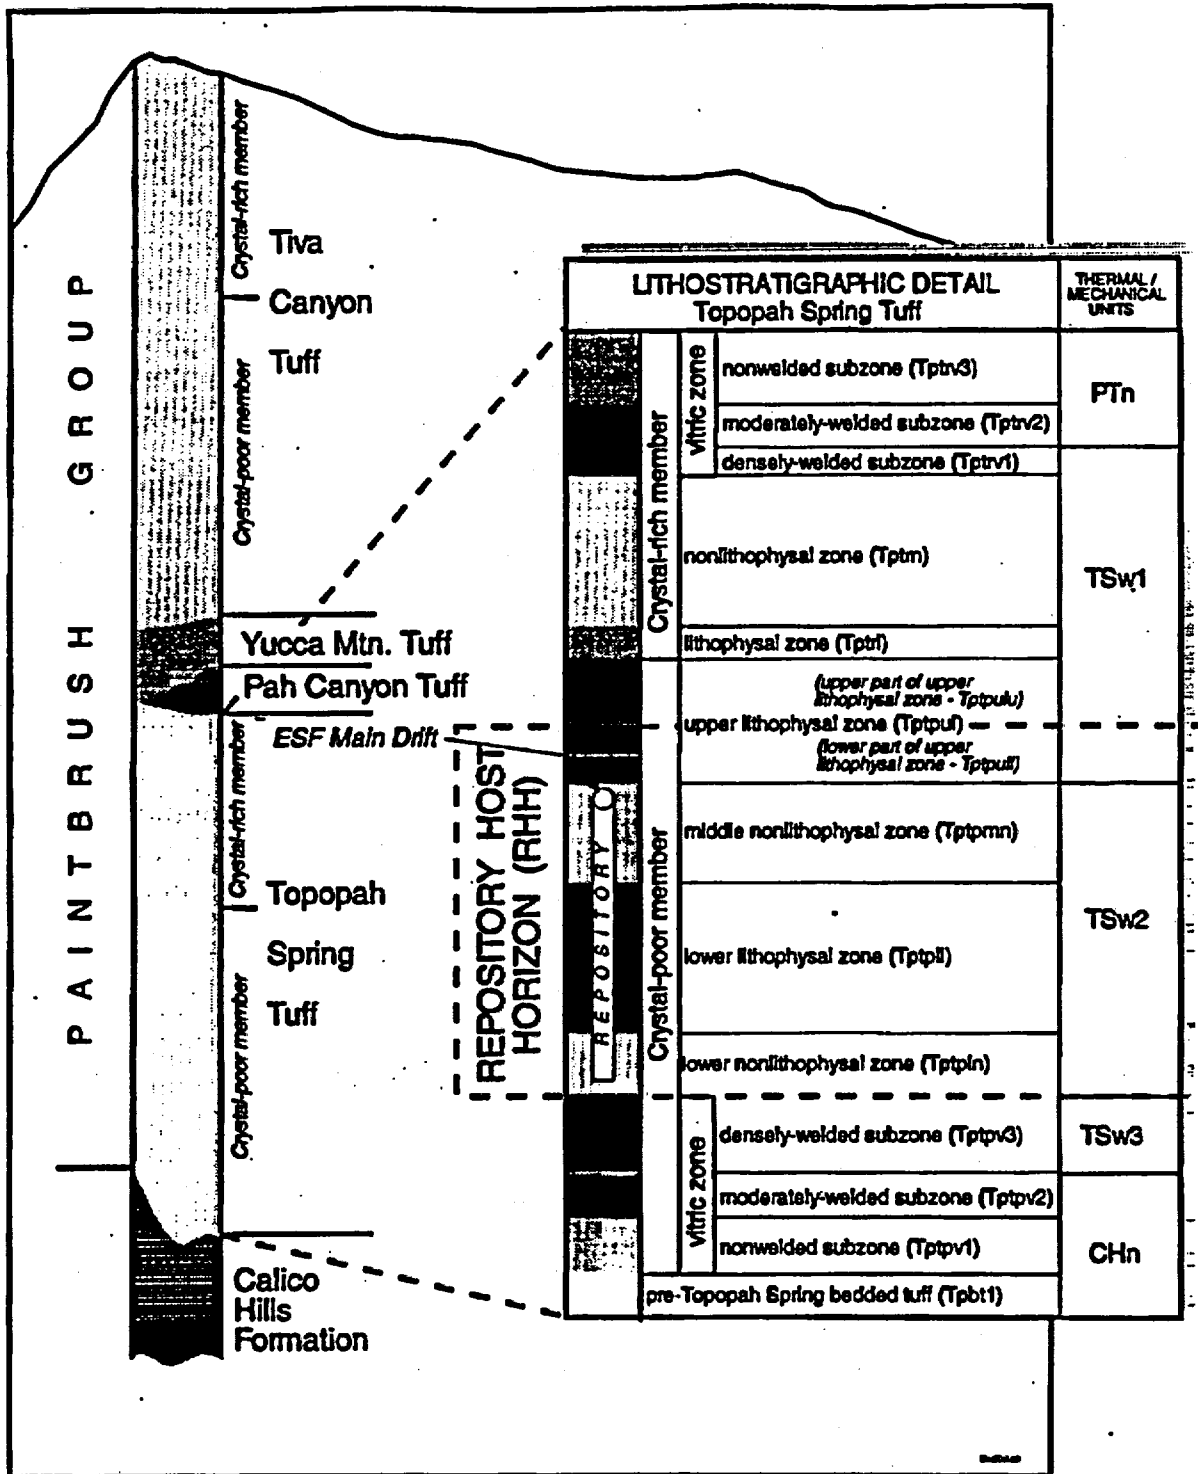 PAINTBRUSH GROUP
Crystal-rich member
Tiva
Canyon
Tuff
Crystal-poor member
Yucca Mtn. Tuff
Pah Canyon Tuff
ESF Main Drift
Crystal-rich member
Topopah
Spring
Tuff
Crystal-poor member
Calico
Hills
Formation
REPOSITORY HOST
HORIZON (RHH)
LITHOSTRATIGRAPHIC DETAIL
Topopah Spring Tuff
THERMAL /
MECHANICAL
UNITS
REPOSITORY
Crystal-rich member
vitric zone
nonwelded subzone (Tptrv3)
moderately-welded subzone (Tptrv2)
densely-welded subzone (Tptrv1)
nonlithophysal zone (Tptrn)
lithophysal zone (Tptrl)
Crystal-poor member
(upper part of upper
lithophysal zone - Tptpulu)
upper lithophysal zone (Tptpul)
(lower part of upper
lithophysal zone - Tptpull)
middle nonlithophysal zone (Tptpmn)
lower lithophysal zone (Tptpll)
lower nonlithophysal zone (Tptpln)
vitric zone
densely-welded subzone (Tptpv3)
moderately-welded subzone (Tptpv2)
nonwelded subzone (Tptpv1)
pre-Topopah Spring bedded tuff (Tpbt1)
PTn
TSw1
TSw2
TSw3
CHn